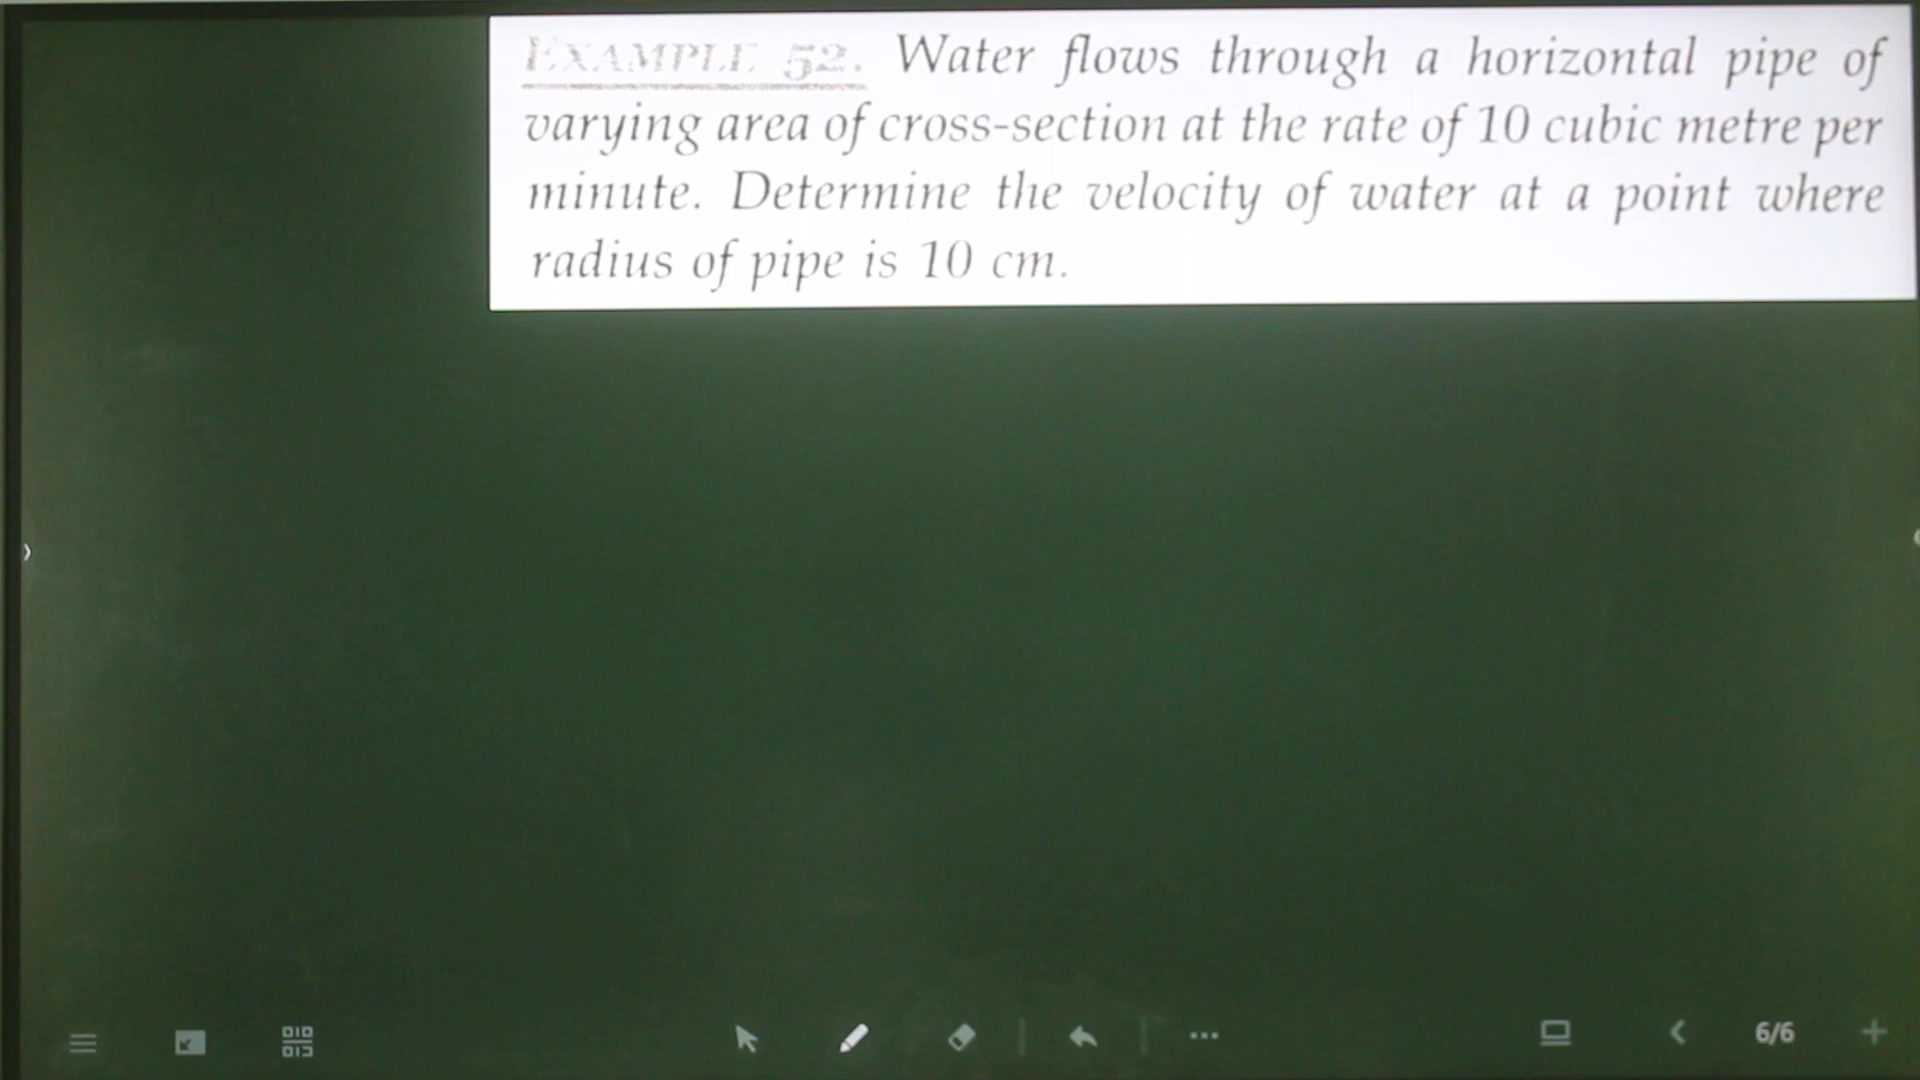 EXAMPLE 52. Water flows through a horizontal pipe of
varying area of cross-section at the rate of 10 cubic metre per
minute. Determine the velocity of water at a point where
radius of pipe is 10 cm.
6/6